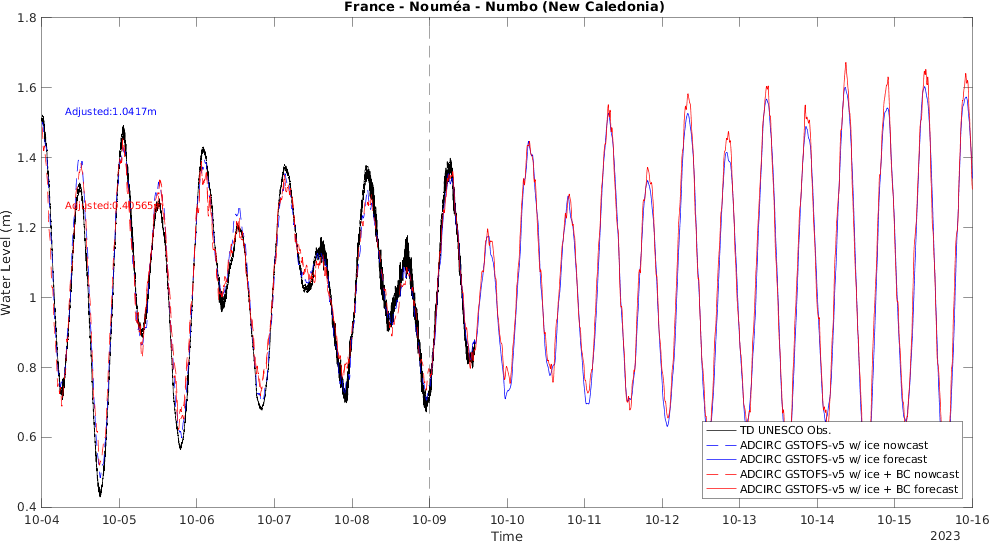 France - Nouméa - Numbo (New Caledonia)
1.8
1.6
1.4
1.2
1
0.8
0.6
0.4
Water Level (m)
Adjusted:1.0417m
TD UNESCO Obs.
ADCIRC GSTOFS-v5 w/ ice nowcast
ADCIRC GSTOFS-v5 w/ ice forecast
ADCIRC GSTOFS-v5 w/ ice + BC nowcast
ADCIRC GSTOFS-v5 w/ ice + BC forecast
10-04 10-05 10-06 10-07 10-08 10-09 10-10 10-11 10-12 10-13 10-14 10-15 10-16
Time
2023